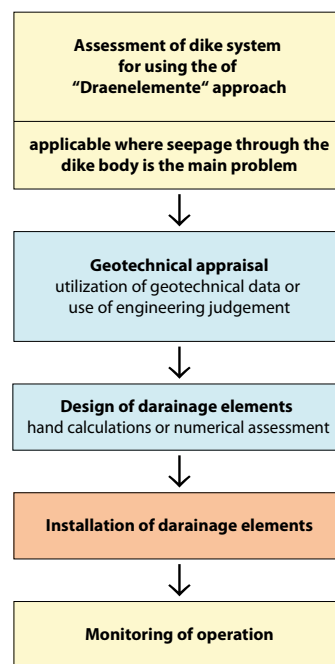 Assessment of dike system
for using the of
“Draenelemente“ approach
applicable where seepage through the
dike body is the main problem
Geotechnical appraisal
utilization of geotechnical data or
use of engineering judgement
Design of darainage elements
hand calculations or numerical assessment
Installation of darainage elements
Monitoring of operation